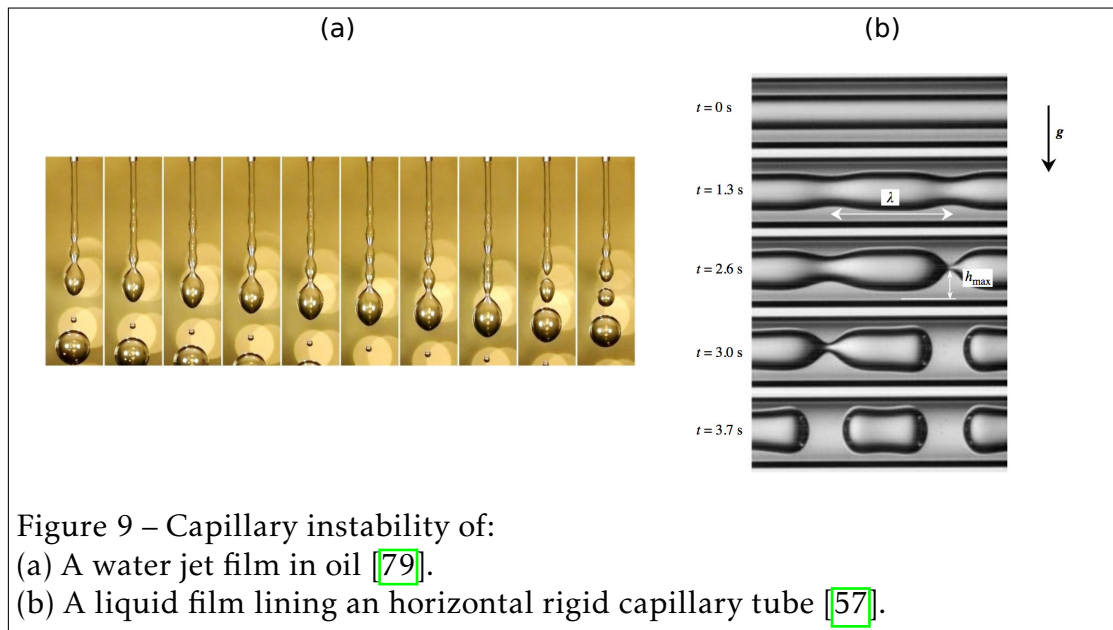 (a)
(b)
t = 0 s
g
t = 1.3 s
λ
t = 2.6 s
h_max
t = 3.0 s
t = 3.7 s
Figure 9 – Capillary instability of:
(a) A water jet film in oil [79].
(b) A liquid film lining an horizontal rigid capillary tube [57].